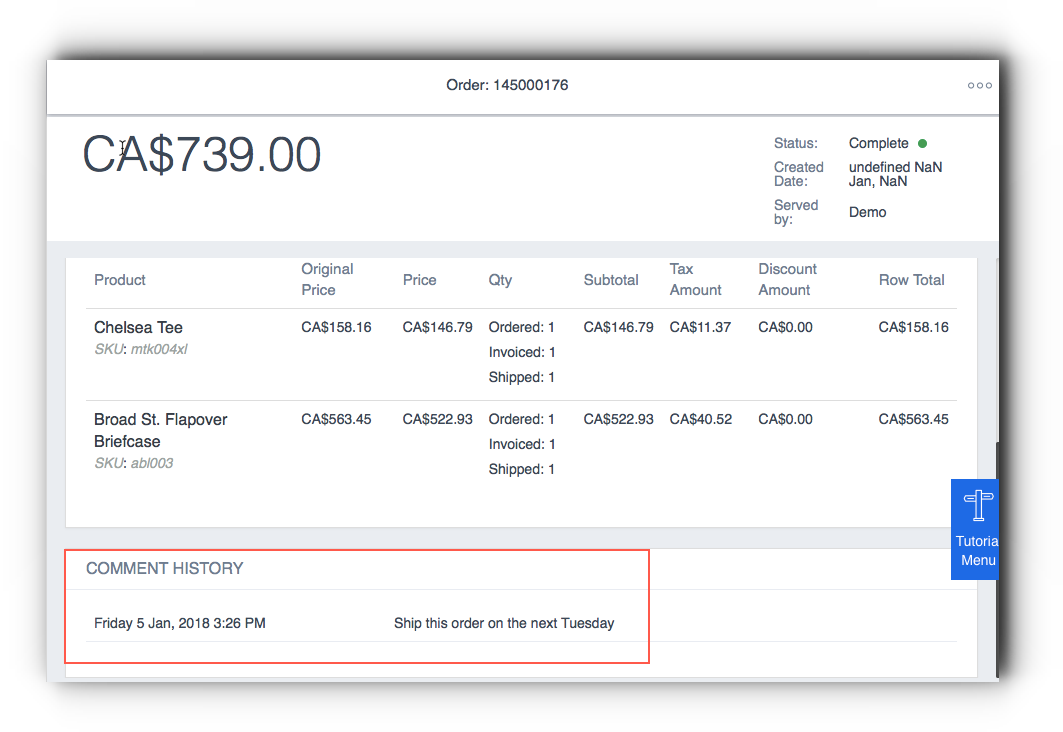 Order: 145000176
CA$739.00
Status: Complete
Created Date: undefined NaN Jan, NaN
Served by: Demo
Product Original Price Price Qty Subtotal Tax Amount Discount Amount Row Total
Chelsea Tee CA$158.16 CA$146.79 Ordered: 1 CA$146.79 CA$11.37 CA$0.00 CA$158.16
SKU: mtk004xl Invoiced: 1
Shipped: 1
Broad St. Flapover CA$563.45 CA$522.93 Ordered: 1 CA$522.93 CA$40.52 CA$0.00 CA$563.45
Briefcase Invoiced: 1
SKU: abl003 Shipped: 1
Tutoria
Menu
COMMENT HISTORY
Friday 5 Jan, 2018 3:26 PM Ship this order on the next Tuesday